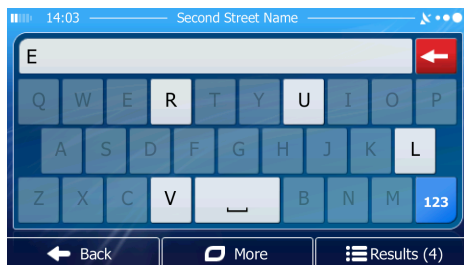 14:03 Second Street Name
E
Q W E R T Y U I O P
A S D F G H J K L
Z X C V B N M 123
Back More Results (4)